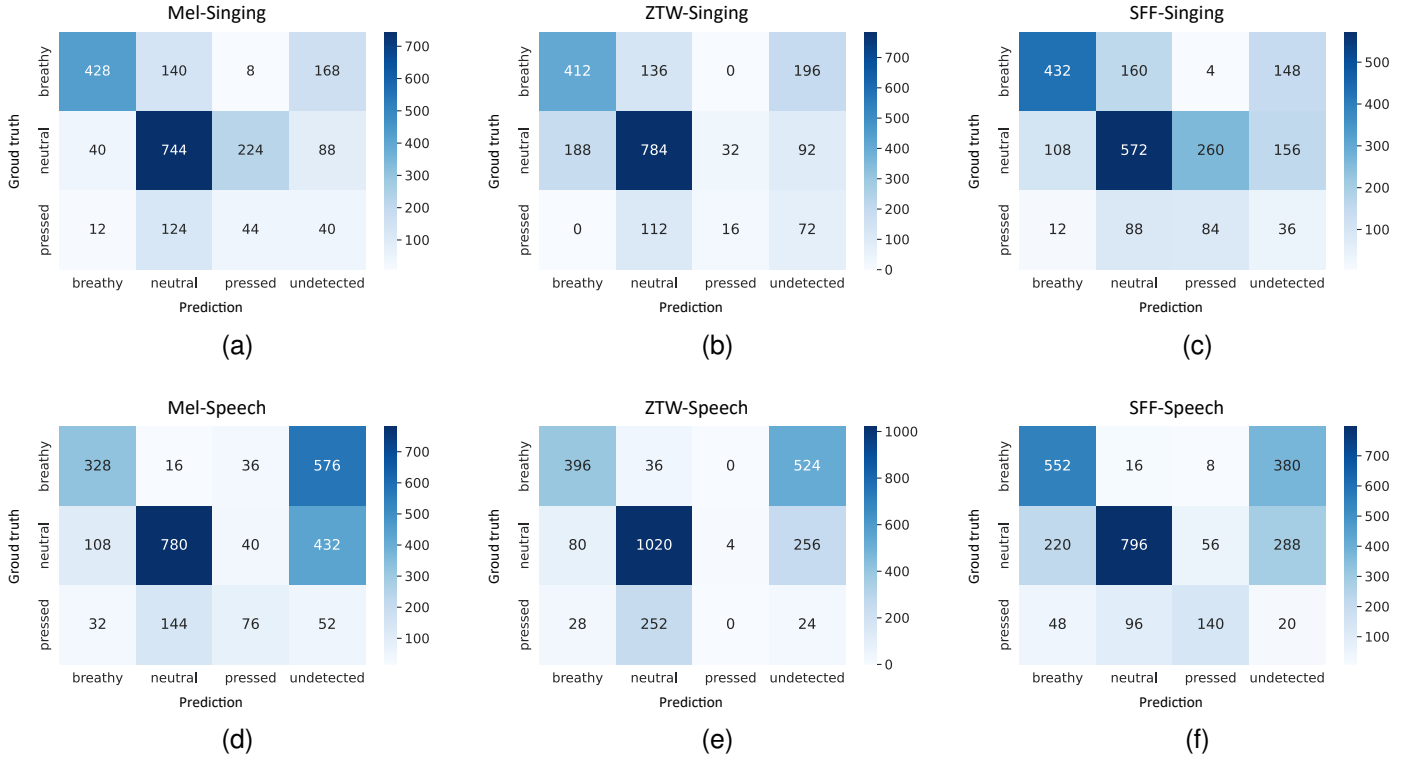 Mel-Singing
breathy 428 140 8 168
neutral 40 744 224 88
pressed 12 124 44 40
breathy neutral pressed undetected
Prediction
Groud truth
700
600
500
400
300
200
100
(a)
ZTW-Singing
breathy 412 136 0 196
neutral 188 784 32 92
pressed 0 112 16 72
breathy neutral pressed undetected
Prediction
Groud truth
700
600
500
400
300
200
100
0
(b)
SFF-Singing
breathy 432 160 4 148
neutral 108 572 260 156
pressed 12 88 84 36
breathy neutral pressed undetected
Prediction
Groud truth
500
400
300
200
100
(c)
Mel-Speech
breathy 328 16 36 576
neutral 108 780 40 432
pressed 32 144 76 52
breathy neutral pressed undetected
Prediction
Groud truth
700
600
500
400
300
200
100
(d)
ZTW-Speech
breathy 396 36 0 524
neutral 80 1020 4 256
pressed 28 252 0 24
breathy neutral pressed undetected
Prediction
Groud truth
1000
800
600
400
200
0
(e)
SFF-Speech
breathy 552 16 8 380
neutral 220 796 56 288
pressed 48 96 140 20
breathy neutral pressed undetected
Prediction
Groud truth
700
600
500
400
300
200
100
(f)